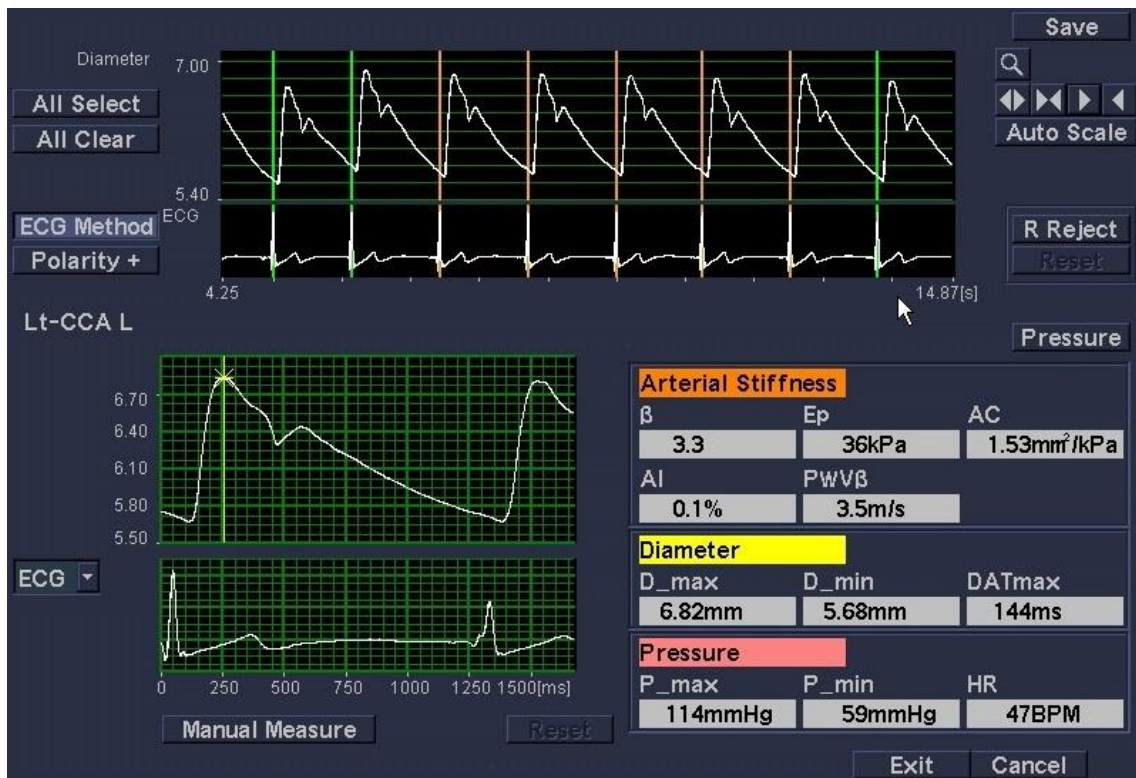 Save
Diameter 7.00
All Select
All Clear
Auto Scale
5.40
ECG
ECG Method
R Reject
Polarity +
Reset
4.25 14.87[s]
Lt-CCA L
Pressure
Arterial Stiffness
β Ep AC
3.3 36kPa 1.53mm²/kPa
AI PWVβ
0.1% 3.5m/s
6.70
6.40
6.10
5.80
5.50
Diameter
D_max D_min DATmax
6.82mm 5.68mm 144ms
ECG
Pressure
P_max P_min HR
114mmHg 59mmHg 47BPM
0 250 500 750 1000 1250 1500[ms]
Manual Measure Reset
Exit Cancel